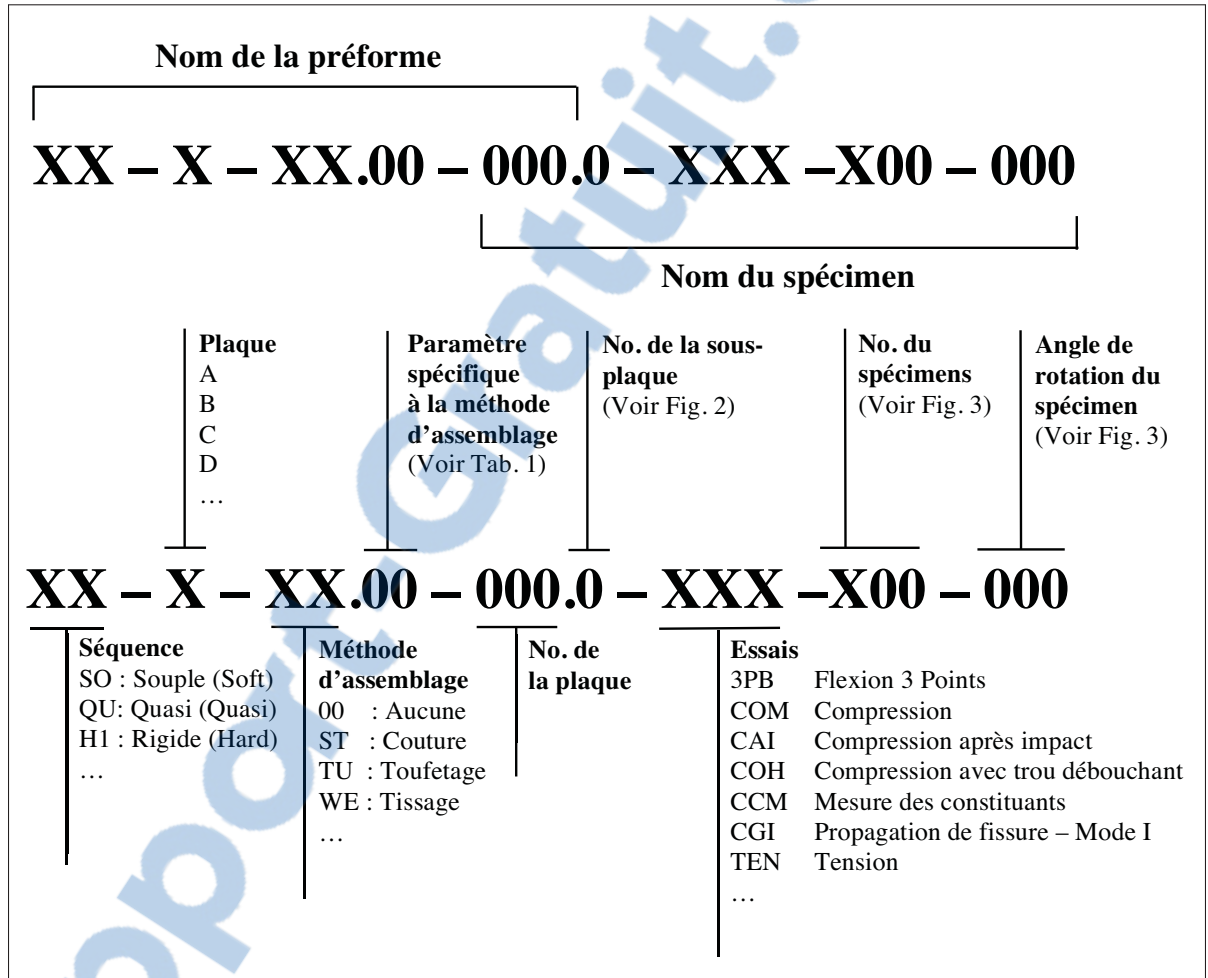 Nom de la préforme
XX – X – XX.00 – 000.0 – XXX –X00 – 000
Nom du spécimen
Plaque
A
B
C
D
…
Paramètre
spécifique
à la méthode
d'assemblage
(Voir Tab. 1)
No. de la sous-
plaque
(Voir Fig. 2)
No. du
spécimens
(Voir Fig. 3)
Angle de
rotation du
spécimen
(Voir Fig. 3)
XX – X – XX.00 – 000.0 – XXX –X00 – 000
Séquence
SO : Souple (Soft)
QU: Quasi (Quasi)
H1 : Rigide (Hard)
…
Méthode
d'assemblage
00 : Aucune
ST : Couture
TU : Toufetage
WE : Tissage
…
No. de
la plaque
Essais
3PB Flexion 3 Points
COM Compression
CAI Compression après impact
COH Compression avec trou débouchant
CCM Mesure des constituants
CGI Propagation de fissure – Mode I
TEN Tension
…
pport-Gratuit.